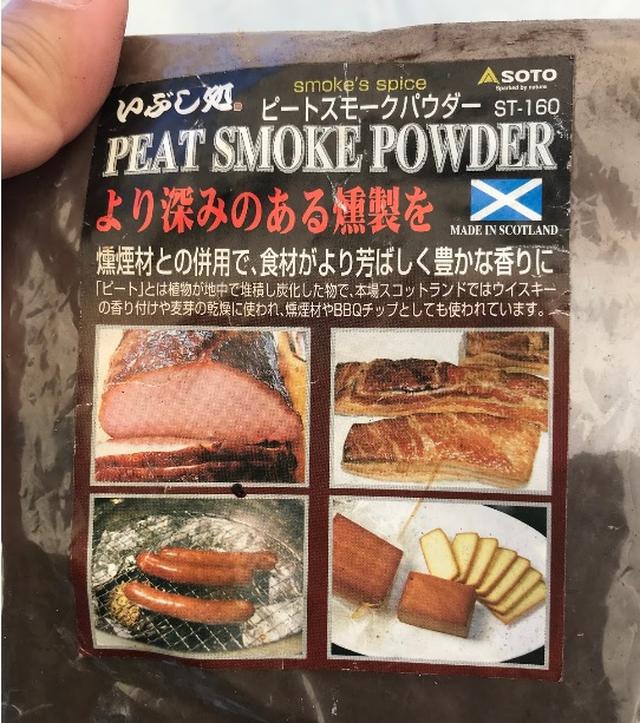 smoke's spice
SOTO
Sparked by nature
いぶし処
ピートスモークパウダー ST-160
PEAT SMOKE POWDER
より深みのある燻製を
MADE IN SCOTLAND
燻煙材との併用で、食材がより芳ばしく豊かな香りに
「ピート」とは植物が地中で堆積し炭化した物で、本場スコットランドではウイスキー
の香り付けや麦芽の乾燥に使われ、燻煙材やBBQチップとしても使われています。